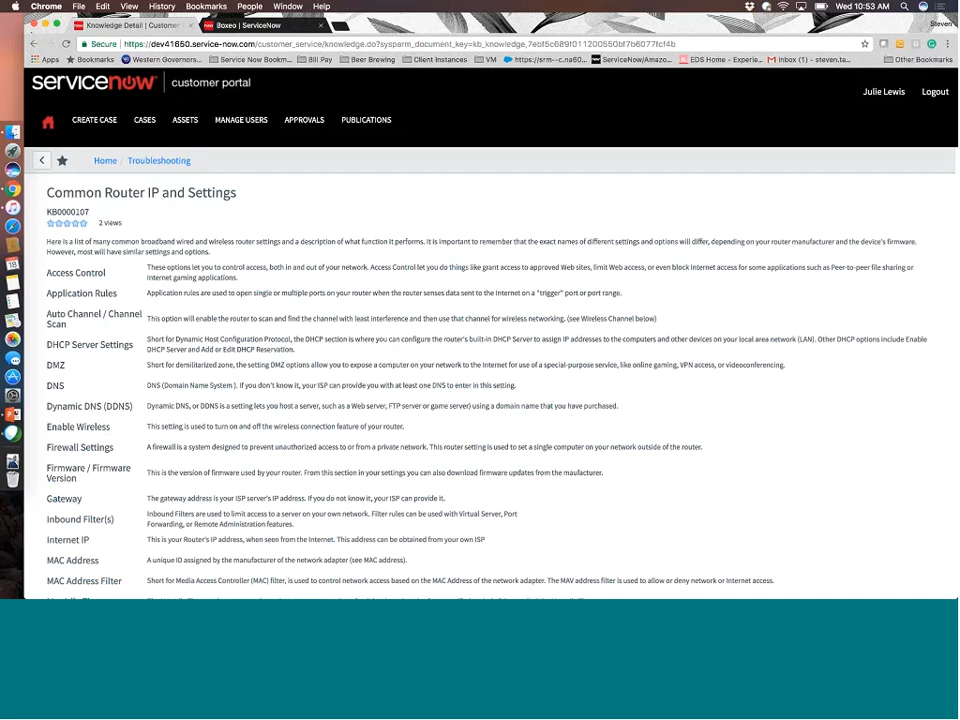 Chrome File Edit View History Bookmarks People Window Help Wed 10:53 AM
Knowledge Detail | Customer Boxeo | ServiceNow Steven
Secure https://dev41650.service-now.com/customer_service/knowledge.do?sysparm_document_key=kb_knowledge,7ebf5c689f011200550bf7b6077fcf4b
Apps Bookmarks Western Governors... Service Now Bookm... Bill Pay Beer Brewing Client Instances VM https://srm--c.na60... ServiceNow/Amazo... EDS Home - Experie... Inbox (1) - steven.ta... Other Bookmarks
servicenow customer portal
Julie Lewis Logout
CREATE CASE CASES ASSETS MANAGE USERS APPROVALS PUBLICATIONS
Home / Troubleshooting
Common Router IP and Settings
KB0000107
2 views
Here is a list of many common broadband wired and wireless router settings and a description of what function it performs. It is important to remember that the exact names of different settings and options will differ, depending on your router manufacturer and the device's firmware.
However, most will have similar settings and options.
Access Control These options let you to control access, both in and out of your network. Access Control let you do things like grant access to approved Web sites, limit Web access, or even block Internet access for some applications such as Peer-to-peer file sharing or
Internet gaming applications.
Application Rules Application rules are used to open single or multiple ports on your router when the router senses data sent to the Internet on a "trigger" port or port range.
Auto Channel / Channel
Scan This option will enable the router to scan and find the channel with least interference and then use that channel for wireless networking. (see Wireless Channel below)
DHCP Server Settings Short for Dynamic Host Configuration Protocol, the DHCP section is where you can configure the router's built-in DHCP Server to assign IP addresses to the computers and other devices on your local area network (LAN). Other DHCP options include Enable
DHCP Server and Add or Edit DHCP Reservation.
DMZ Short for demilitarized zone, the setting DMZ options allow you to expose a computer on your network to the Internet for use of a special-purpose service, like online gaming, VPN access, or videoconferencing.
DNS DNS (Domain Name System ). If you don't know it, your ISP can provide you with at least one DNS to enter in this setting.
Dynamic DNS (DDNS) Dynamic DNS, or DDNS is a setting lets you host a server, such as a Web server, FTP server or game server) using a domain name that you have purchased.
Enable Wireless This setting is used to turn on and off the wireless connection feature of your router.
Firewall Settings A firewall is a system designed to prevent unauthorized access to or from a private network. This router setting is used to set a single computer on your network outside of the router.
Firmware / Firmware
Version This is the version of firmware used by your router. From this section in your settings you can also download firmware updates from the maufacturer.
Gateway The gateway address is your ISP server's IP address. If you do not know it, your ISP can provide it.
Inbound Filter(s) Inbound Filters are used to limit access to a server on your own network. Filter rules can be used with Virtual Server, Port
Forwarding, or Remote Administration features.
Internet IP This is your Router's IP address, when seen from the Internet. This address can be obtained from your own ISP
MAC Address A unique ID assigned by the manufacturer of the network adapter (see MAC address).
MAC Address Filter Short for Media Access Controller (MAC) filter, is used to control network access based on the MAC Address of the network adapter. The MAV address filter is used to allow or deny network or Internet access.